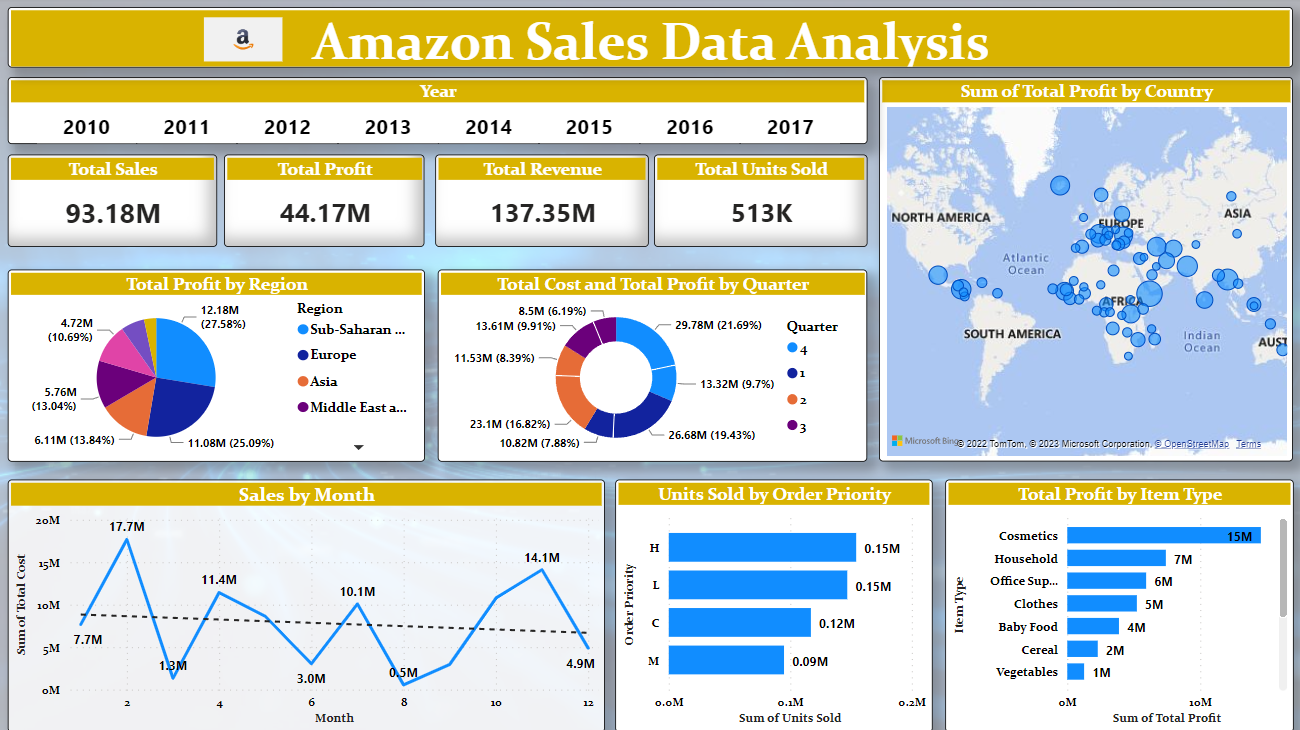 a
Amazon Sales Data Analysis
Year
2010 2011 2012 2013 2014 2015 2016 2017
Total Sales
93.18M
Total Profit
44.17M
Total Revenue
137.35M
Total Units Sold
513K
Sum of Total Profit by Country
NORTH AMERICA
EUROPE
ASIA
Atlantic
Ocean
AFRICA
SOUTH AMERICA
Indian
Ocean
AUST
Microsoft Bing
© 2022 TomTom, © 2023 Microsoft Corporation, © OpenStreetMap Terms
Total Profit by Region
12.18M
(27.58%)
4.72M
(10.69%)
5.76M
(13.04%)
6.11M (13.84%)
11.08M (25.09%)
Region
Sub-Saharan ...
Europe
Asia
Middle East a...
Total Cost and Total Profit by Quarter
8.5M (6.19%)
13.61M (9.91%)
29.78M (21.69%)
11.53M (8.39%)
13.32M (9.7%)
23.1M (16.82%)
26.68M (19.43%)
10.82M (7.88%)
Quarter
4
1
2
3
Sales by Month
Sum of Total Cost
20M
15M
10M
5M
0M
17.7M
14.1M
11.4M
10.1M
7.7M
1.3M
3.0M
0.5M
4.9M
2 4 6 8 10 12
Month
Units Sold by Order Priority
Order Priority
H 0.15M
L 0.15M
C 0.12M
M 0.09M
0.0M 0.1M 0.2M
Sum of Units Sold
Total Profit by Item Type
Item Type
Cosmetics 15M
Household 7M
Office Sup... 6M
Clothes 5M
Baby Food 4M
Cereal 2M
Vegetables 1M
0M 10M
Sum of Total Profit